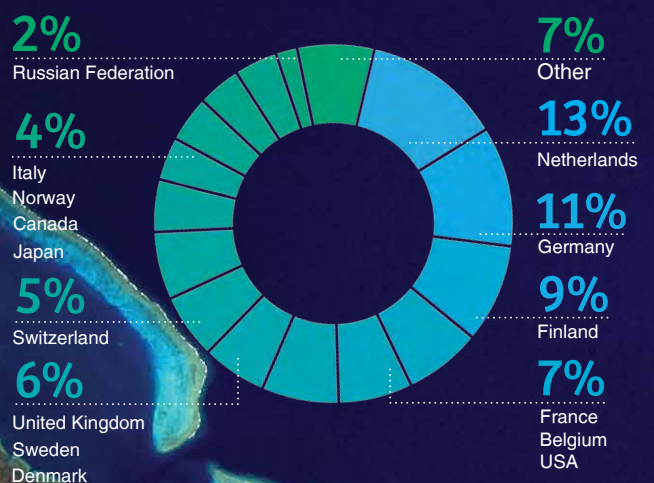 2%
Russian Federation
4%
Italy
Norway
Canada
Japan
5%
Switzerland
6%
United Kingdom
Sweden
Denmark
7%
Other
13%
Netherlands
11%
Germany
9%
Finland
7%
France
Belgium
USA